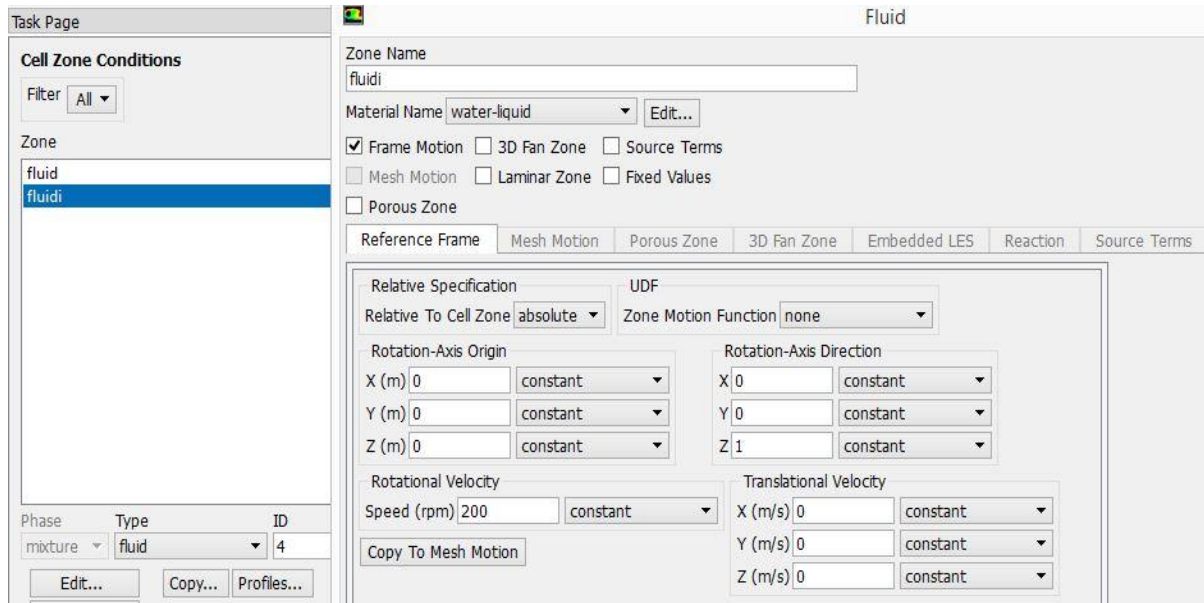 Task Page
Cell Zone Conditions
Filter All
Zone
fluid
fluidi
Phase Type ID
mixture fluid 4
Edit... Copy... Profiles...
Fluid
Zone Name
fluidi
Material Name water-liquid Edit...
Frame Motion 3D Fan Zone Source Terms
Mesh Motion Laminar Zone Fixed Values
Porous Zone
Reference Frame Mesh Motion Porous Zone 3D Fan Zone Embedded LES Reaction Source Terms
Relative Specification UDF
Relative To Cell Zone absolute Zone Motion Function none
Rotation-Axis Origin Rotation-Axis Direction
X (m) 0 constant X 0 constant
Y (m) 0 constant Y 0 constant
Z (m) 0 constant Z 1 constant
Rotational Velocity Translational Velocity
Speed (rpm) 200 constant X (m/s) 0 constant
Copy To Mesh Motion Y (m/s) 0 constant
Z (m/s) 0 constant